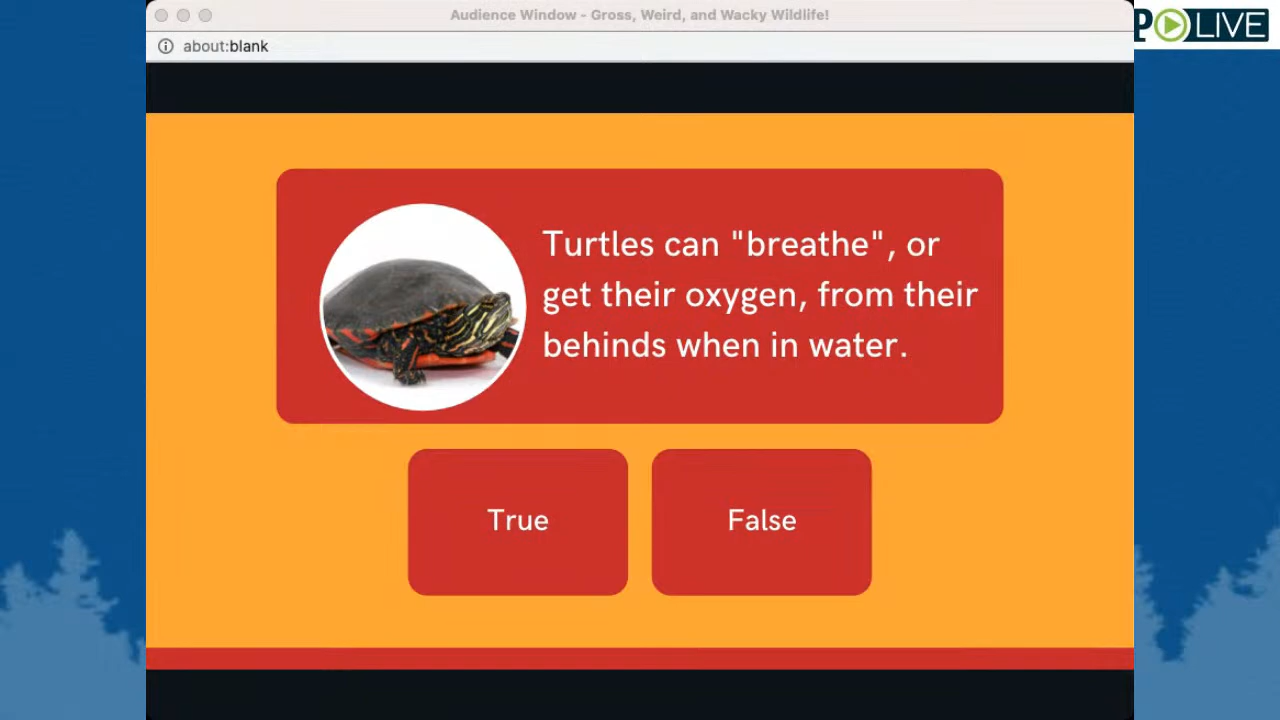 Audience Window - Gross, Weird, and Wacky Wildlife!
about:blank
P LIVE
Turtles can "breathe", or
get their oxygen, from their
behinds when in water.
True
False